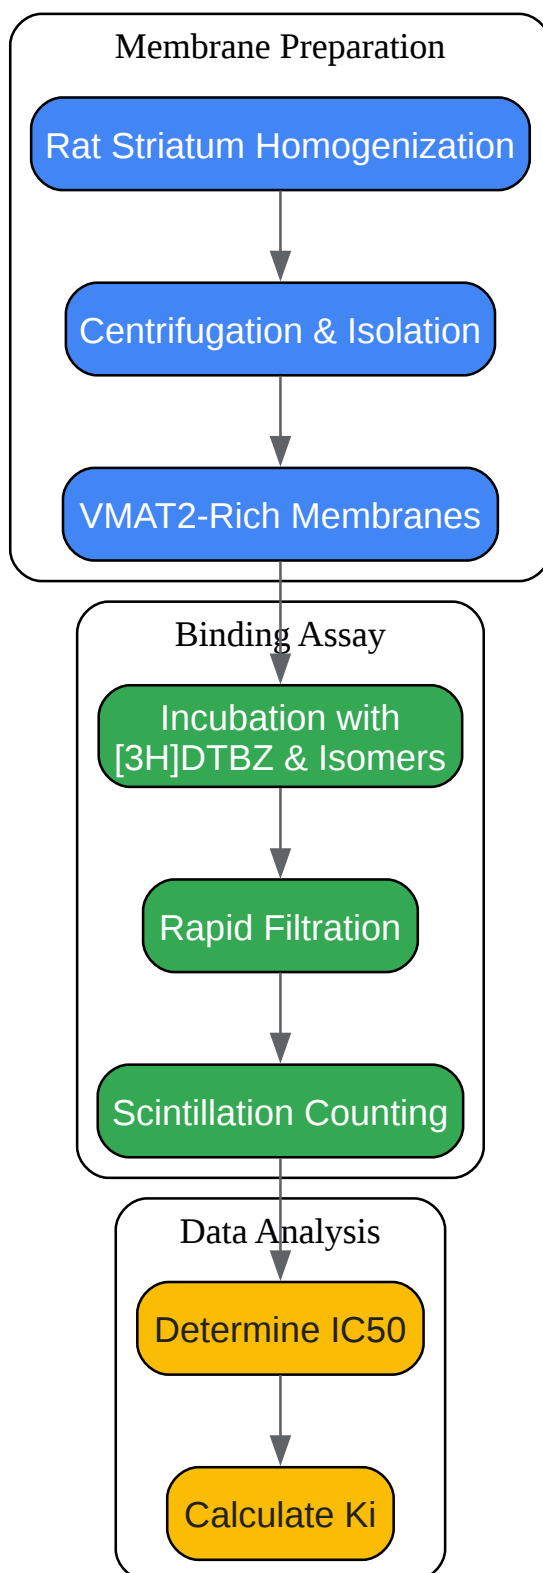 Membrane Preparation
Rat Striatum Homogenization
Centrifugation & Isolation
VMAT2-Rich Membranes
Binding Assay
Incubation with
[3H]DTBZ & Isomers
Rapid Filtration
Scintillation Counting
Data Analysis
Determine IC50
Calculate Ki